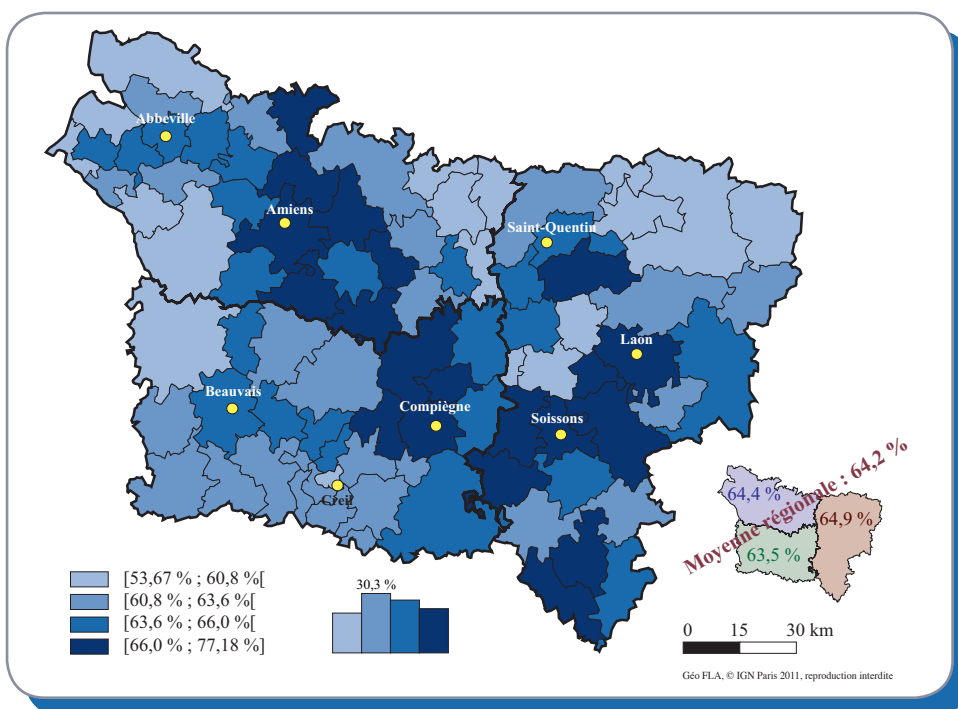 Abbeville
Amiens
Saint-Quentin
Laon
Beauvais
Compiègne
Soissons
Creil
Moyenne régionale : 64,2 %
64,4 %
64,9 %
63,5 %
[53,67 % ; 60,8 %[
[60,8 % ; 63,6 %[
[63,6 % ; 66,0 %[
[66,0 % ; 77,18 %]
30,3 %
0 15 30 km
Géo FLA, © IGN Paris 2011, reproduction interdite